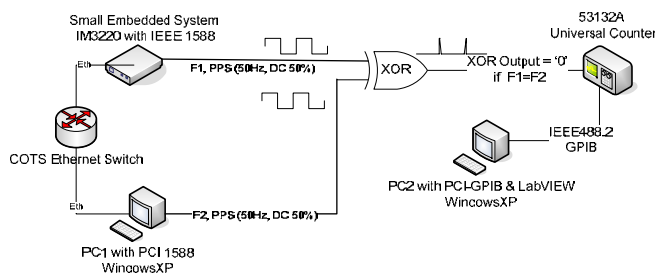 Small Embedded System
IM3220 with IEEE 1588
Eth
F1, PPS (50Hz, DC 50%)
XOR
XOR Output = '0'
if F1=F2
53132A
Universal Counter
IEEE488.2
GPIB
COTS Ethernet Switch
PC2 with PCI-GPIB & LabVIEW
WincowsXP
Eth
F2, PPS (50Hz, DC 50%)
PC1 with PCI 1588
WincowsXP